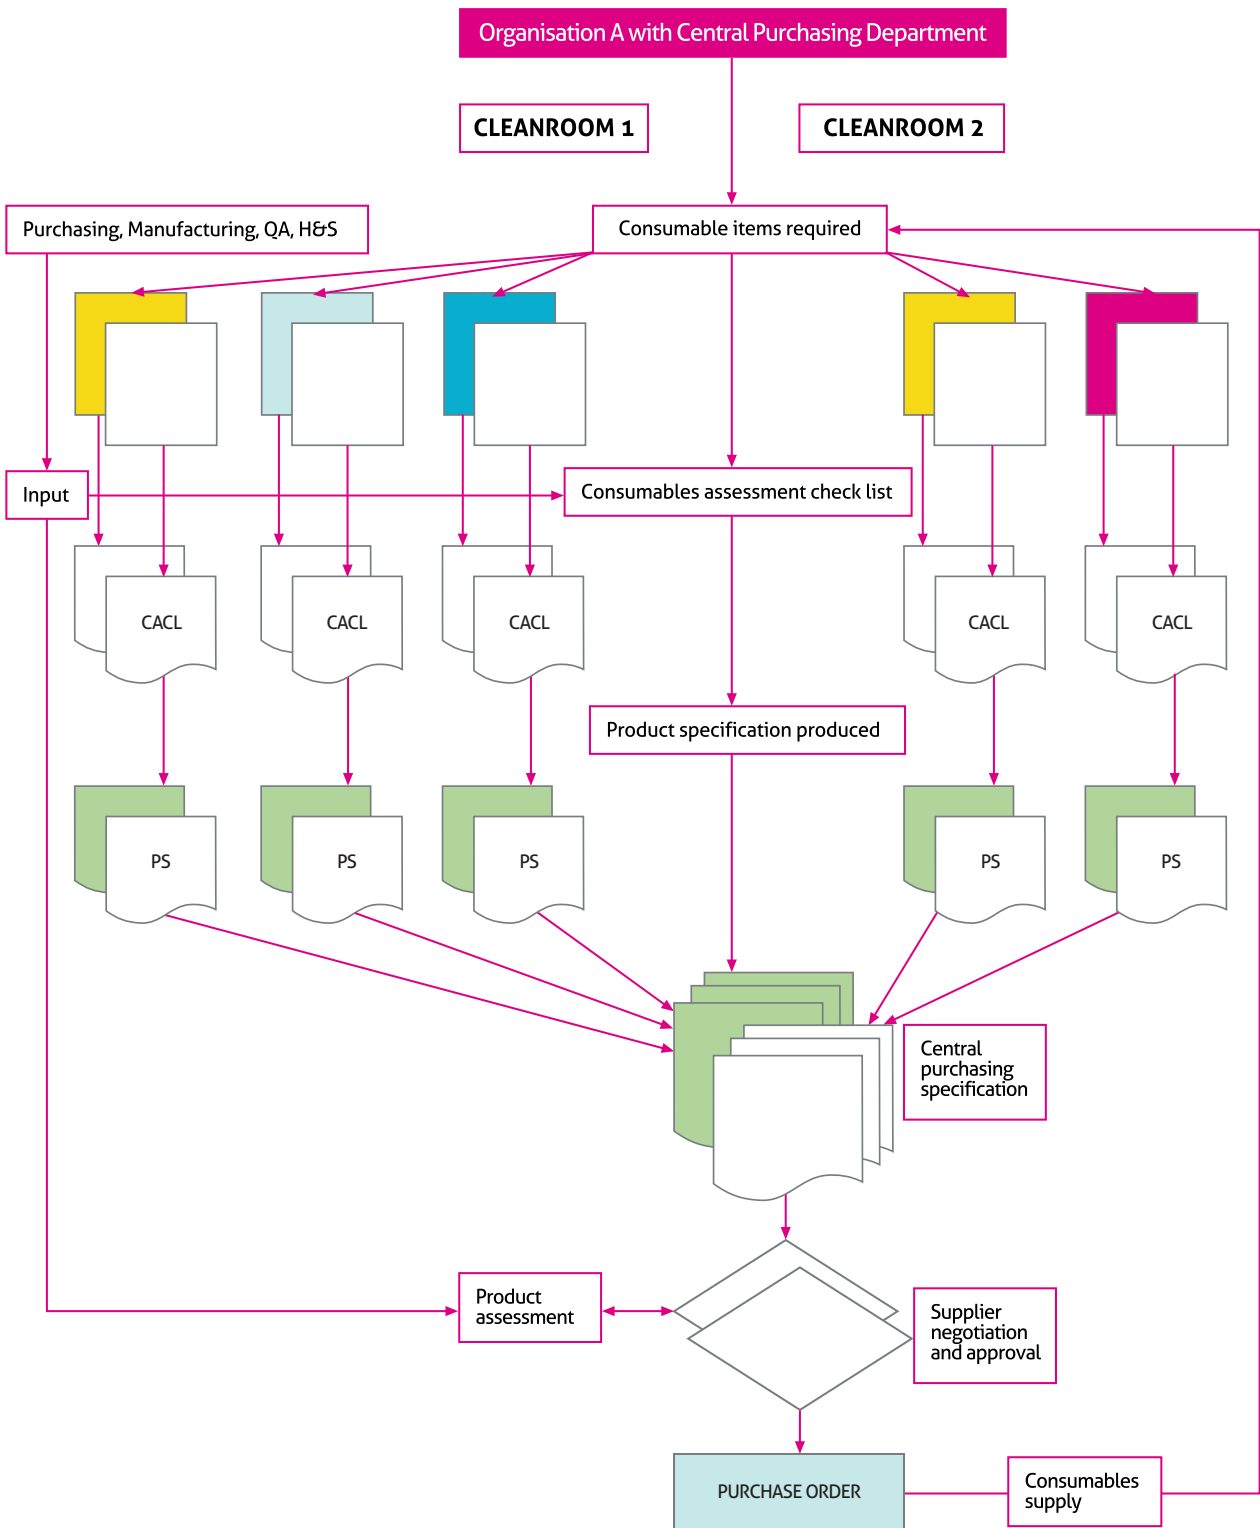 Organisation A with Central Purchasing Department
CLEANROOM 1
CLEANROOM 2
Purchasing, Manufacturing, QA, H&S
Consumable items required
Input
Consumables assessment check list
CACL
CACL
CACL
CACL
CACL
Product specification produced
PS
PS
PS
PS
PS
Central
purchasing
specification
Product
assessment
Supplier
negotiation
and approval
PURCHASE ORDER
Consumables
supply